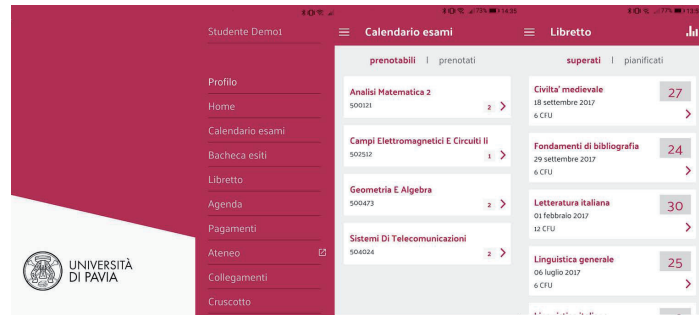 UNIVERSITÀ
DI PAVIA
Studente Demo1
Profilo
Home
Calendario esami
Bacheca esiti
Libretto
Agenda
Pagamenti
Ateneo
Collegamenti
Cruscotto
77% 14:35
Calendario esami
prenotabili | prenotati
Analisi Matematica 2
500121
2
Campi Elettromagnetici E Circuiti Ii
502512
1
Geometria E Algebra
500473
2
Sistemi Di Telecomunicazioni
504024
2
Libretto
superati | pianificati
Civilta' medievale
27
18 settembre 2017
6 CFU
Fondamenti di bibliografia
24
29 settembre 2017
6 CFU
Letteratura italiana
30
01 febbraio 2017
12 CFU
Linguistica generale
25
06 luglio 2017
6 CFU